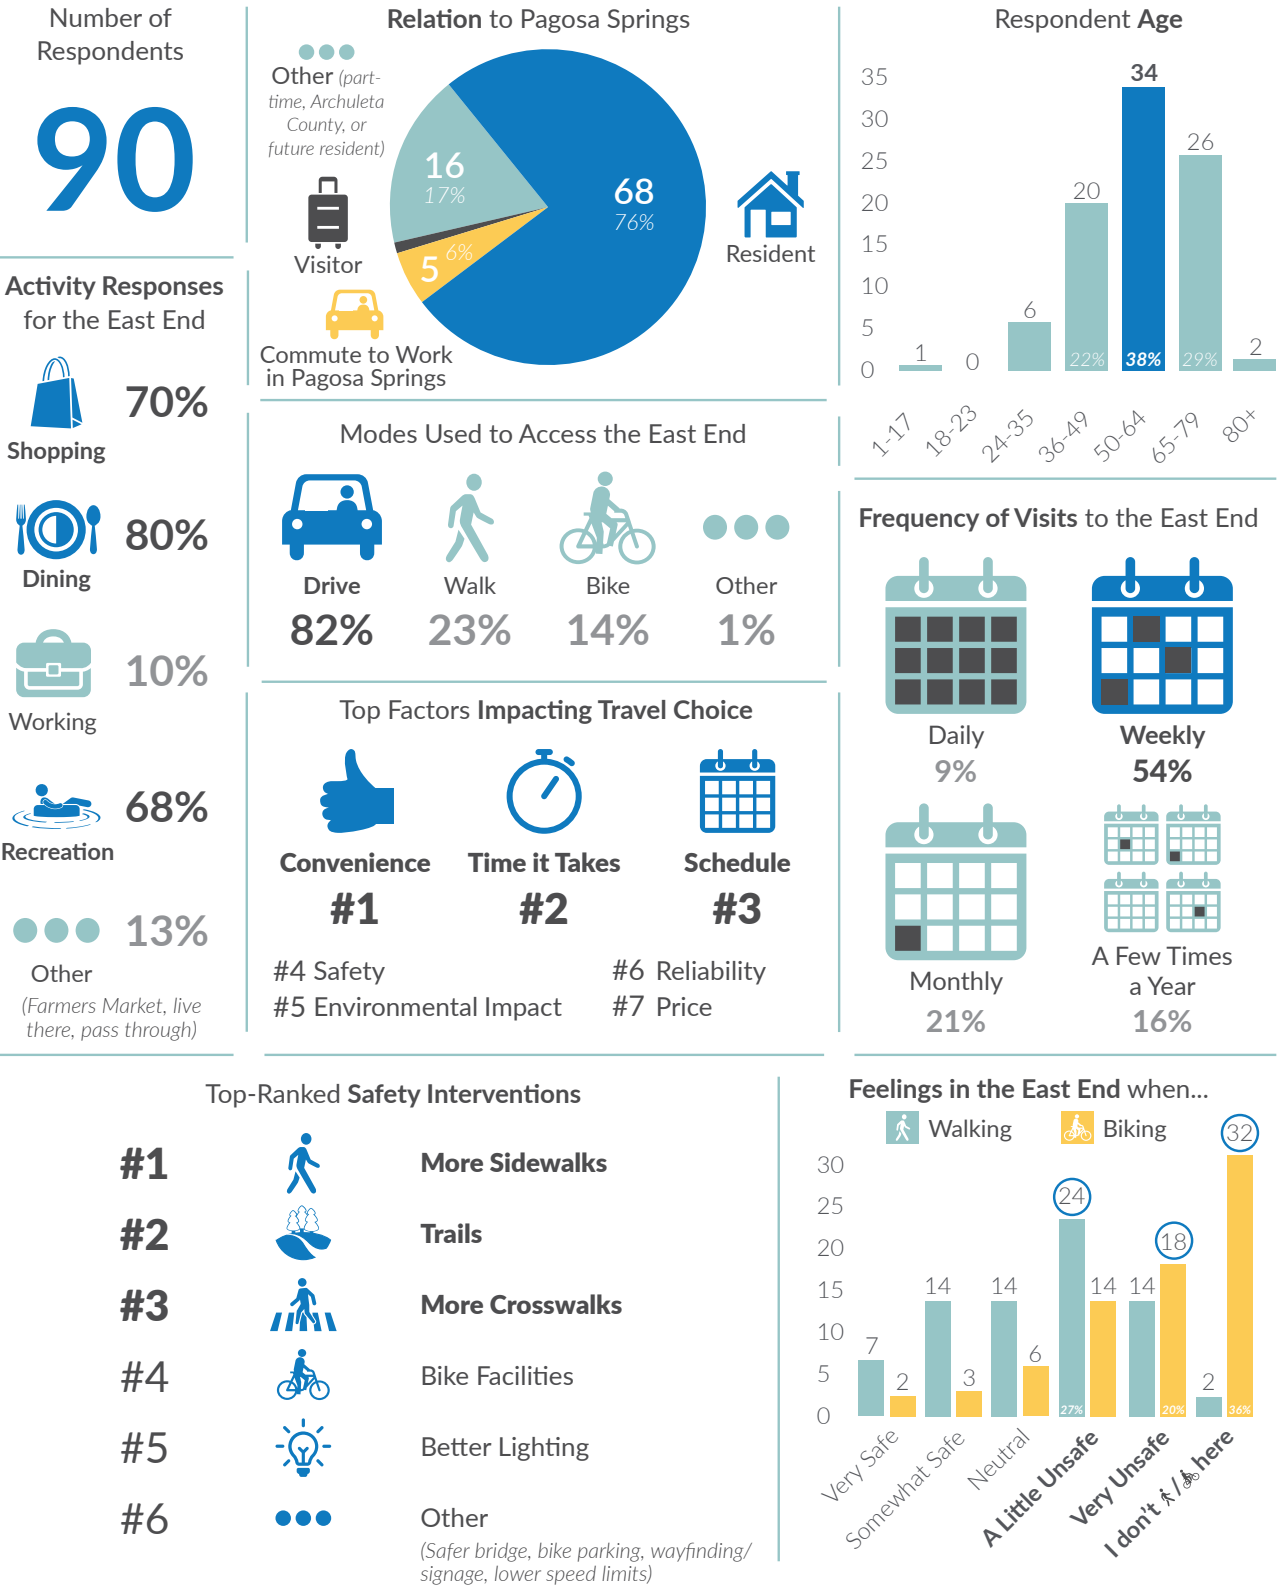 Number of
Respondents
90
Activity Responses
for the East End
70%
Shopping
80%
Dining
10%
Working
68%
Recreation
13%
Other
(Farmers Market, live
there, pass through)
Relation to Pagosa Springs
Other (part-
time, Archuleta
County, or
future resident)
Visitor
Commute to Work
in Pagosa Springs
16
17%
5
6%
68
76%
Resident
Modes Used to Access the East End
Drive
82%
Walk
23%
Bike
14%
Other
1%
Top Factors Impacting Travel Choice
Convenience
#1
Time it Takes
#2
Schedule
#3
#4 Safety
#5 Environmental Impact
#6 Reliability
#7 Price
Respondent Age
35
30
25
20
15
10
5
0
1
0
6
20
22%
34
38%
26
29%
2
1-17
18-23
24-35
36-49
50-64
65-79
80+
Frequency of Visits to the East End
Daily
9%
Weekly
54%
Monthly
21%
A Few Times
a Year
16%
Top-Ranked Safety Interventions
#1 More Sidewalks
#2 Trails
#3 More Crosswalks
#4 Bike Facilities
#5 Better Lighting
#6 Other
(Safer bridge, bike parking, wayfinding/
signage, lower speed limits)
Feelings in the East End when...
Walking
Biking
30
25
20
15
10
5
0
7
2
14
3
14
6
24
27%
14
14
18
20%
2
32
36%
Very Safe
Somewhat Safe
Neutral
A Little Unsafe
Very Unsafe
I don't / here